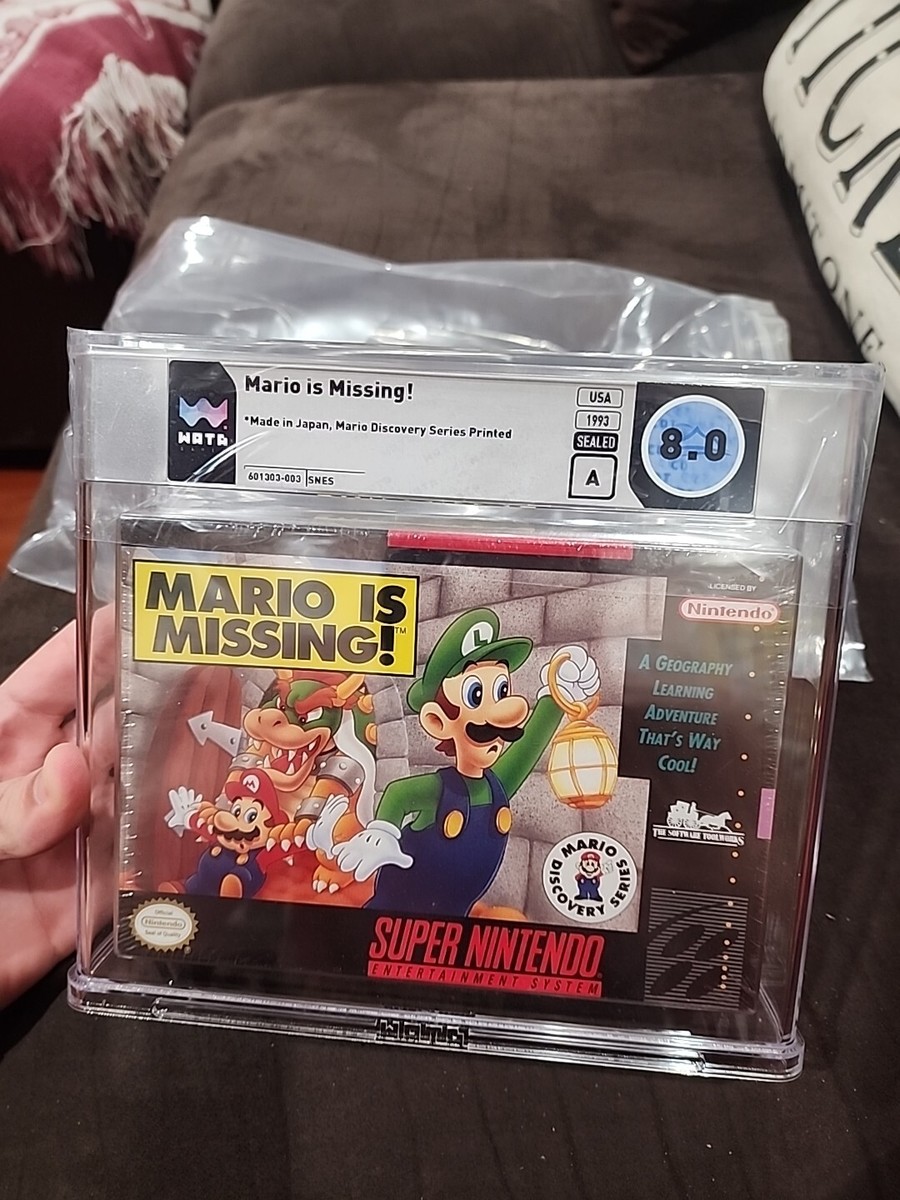 WATA
Mario is Missing!
*Made in Japan, Mario Discovery Series Printed
601303-003 SNES
USA
1993
SEALED
A
8.0
MARIO IS
MISSING!
TM
L
M
LICENSED BY
Nintendo
A GEOGRAPHY
LEARNING
ADVENTURE
THAT'S WAY
COOL!
THE SOFTWARE TOOLWORKS
MARIO
DISCOVERY SERIES
Official
Nintendo
Seal of Quality
SUPER NINTENDO
ENTERTAINMENT SYSTEM
wata